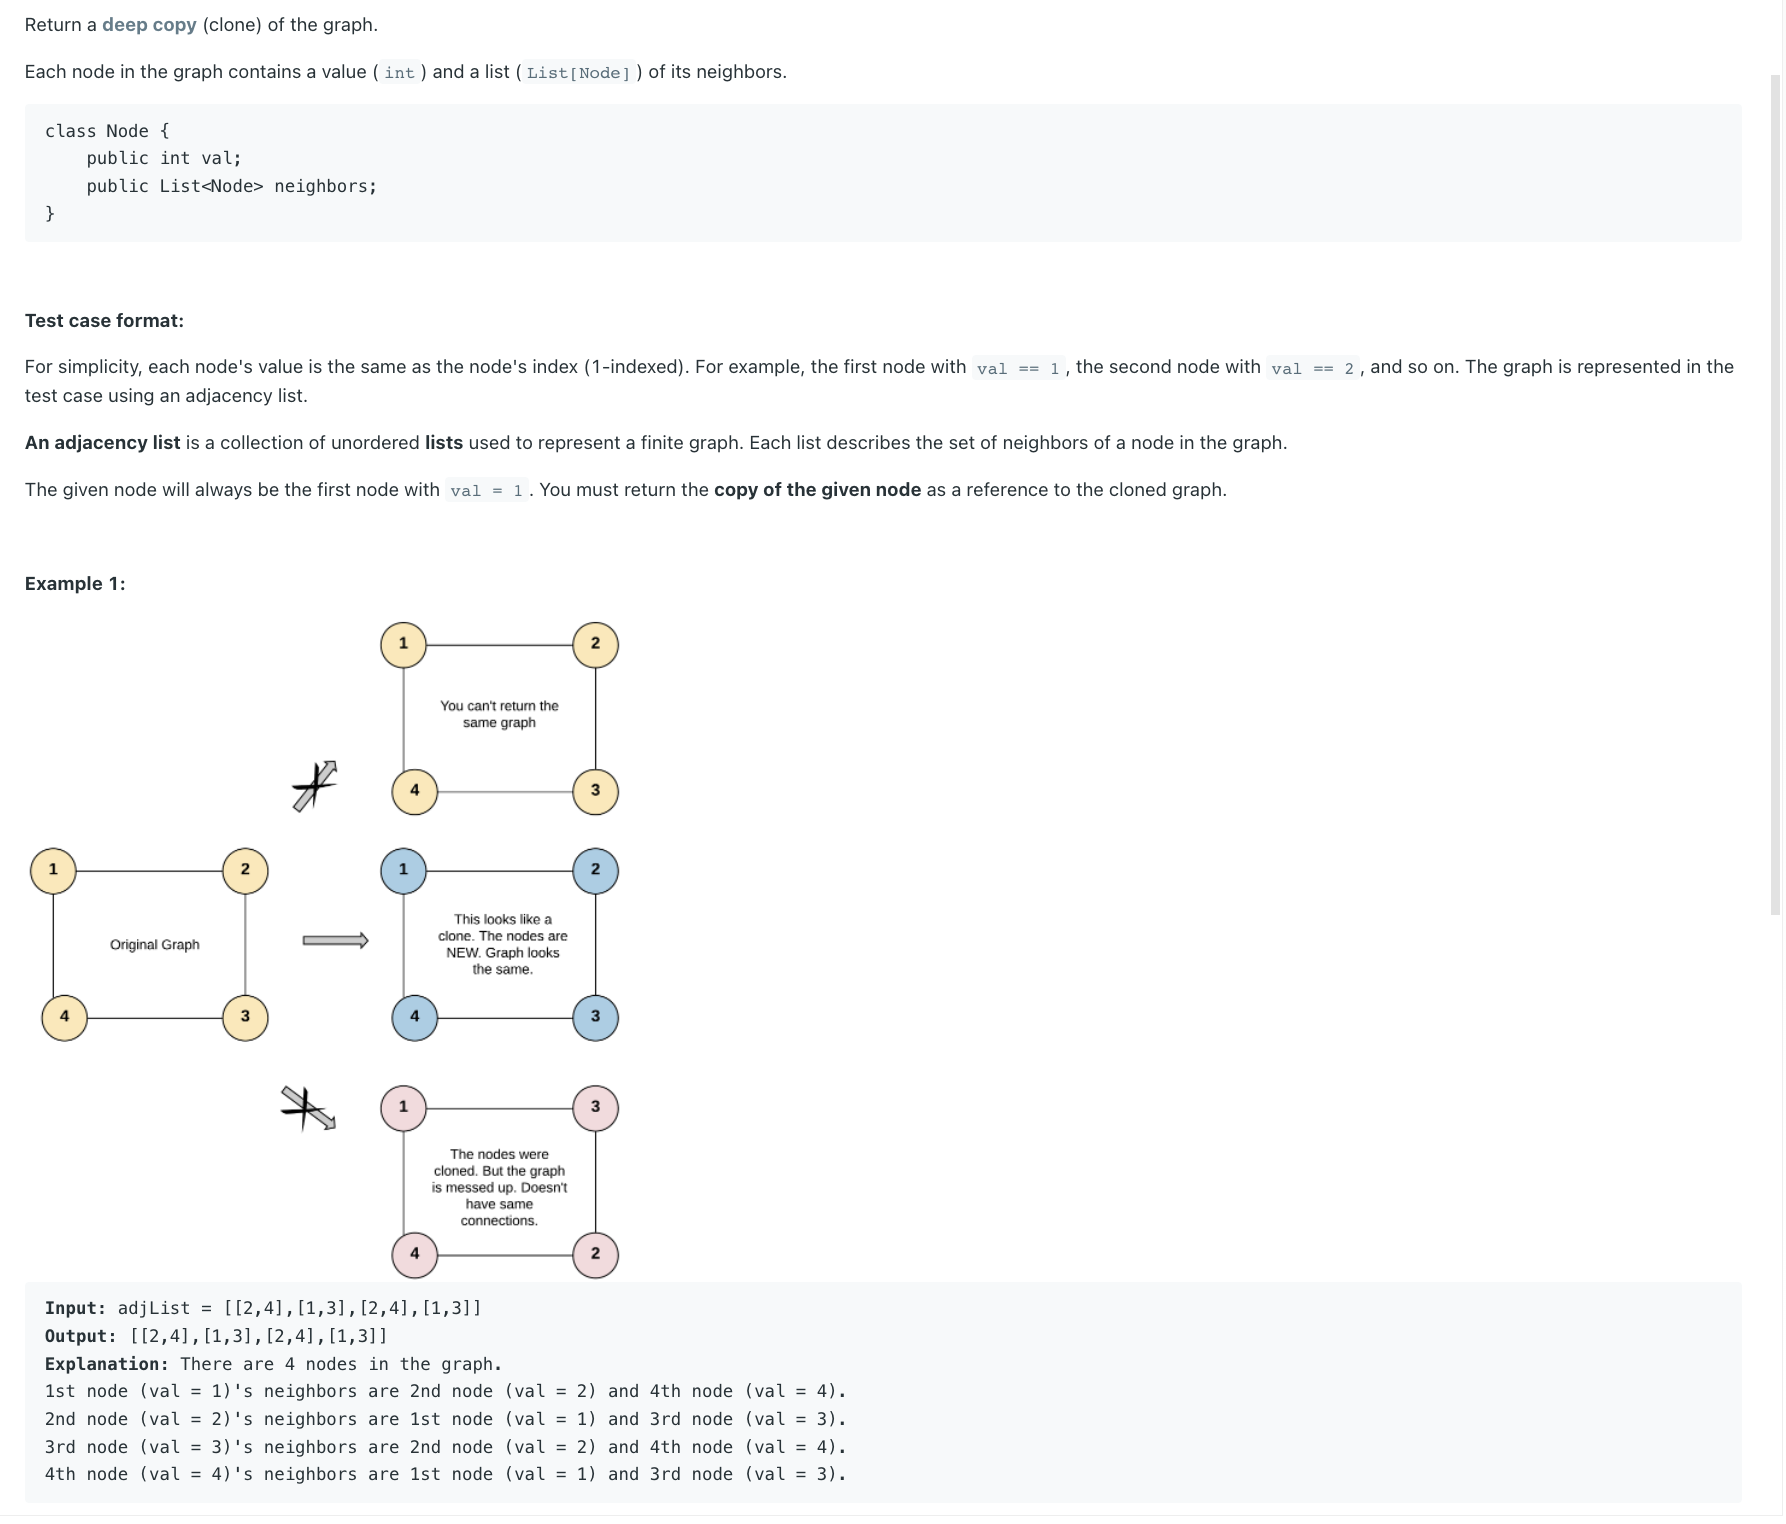 Return a deep copy (clone) of the graph.
Each node in the graph contains a value ( int ) and a list ( List[Node] ) of its neighbors.
class Node {
    public int val;
    public List<Node> neighbors;
}
Test case format:
For simplicity, each node's value is the same as the node's index (1-indexed). For example, the first node with val == 1 , the second node with val == 2 , and so on. The graph is represented in the
test case using an adjacency list.
An adjacency list is a collection of unordered lists used to represent a finite graph. Each list describes the set of neighbors of a node in the graph.
The given node will always be the first node with val = 1 . You must return the copy of the given node as a reference to the cloned graph.
Example 1:
1
2
You can't return the
same graph
4
3
1
2
Original Graph
4
3
1
2
This looks like a
clone. The nodes are
NEW. Graph looks
the same.
4
3
1
3
The nodes were
cloned. But the graph
is messed up. Doesn't
have same
connections.
4
2
Input: adjList = [[2,4],[1,3],[2,4],[1,3]]
Output: [[2,4],[1,3],[2,4],[1,3]]
Explanation: There are 4 nodes in the graph.
1st node (val = 1)'s neighbors are 2nd node (val = 2) and 4th node (val = 4).
2nd node (val = 2)'s neighbors are 1st node (val = 1) and 3rd node (val = 3).
3rd node (val = 3)'s neighbors are 2nd node (val = 2) and 4th node (val = 4).
4th node (val = 4)'s neighbors are 1st node (val = 1) and 3rd node (val = 3).